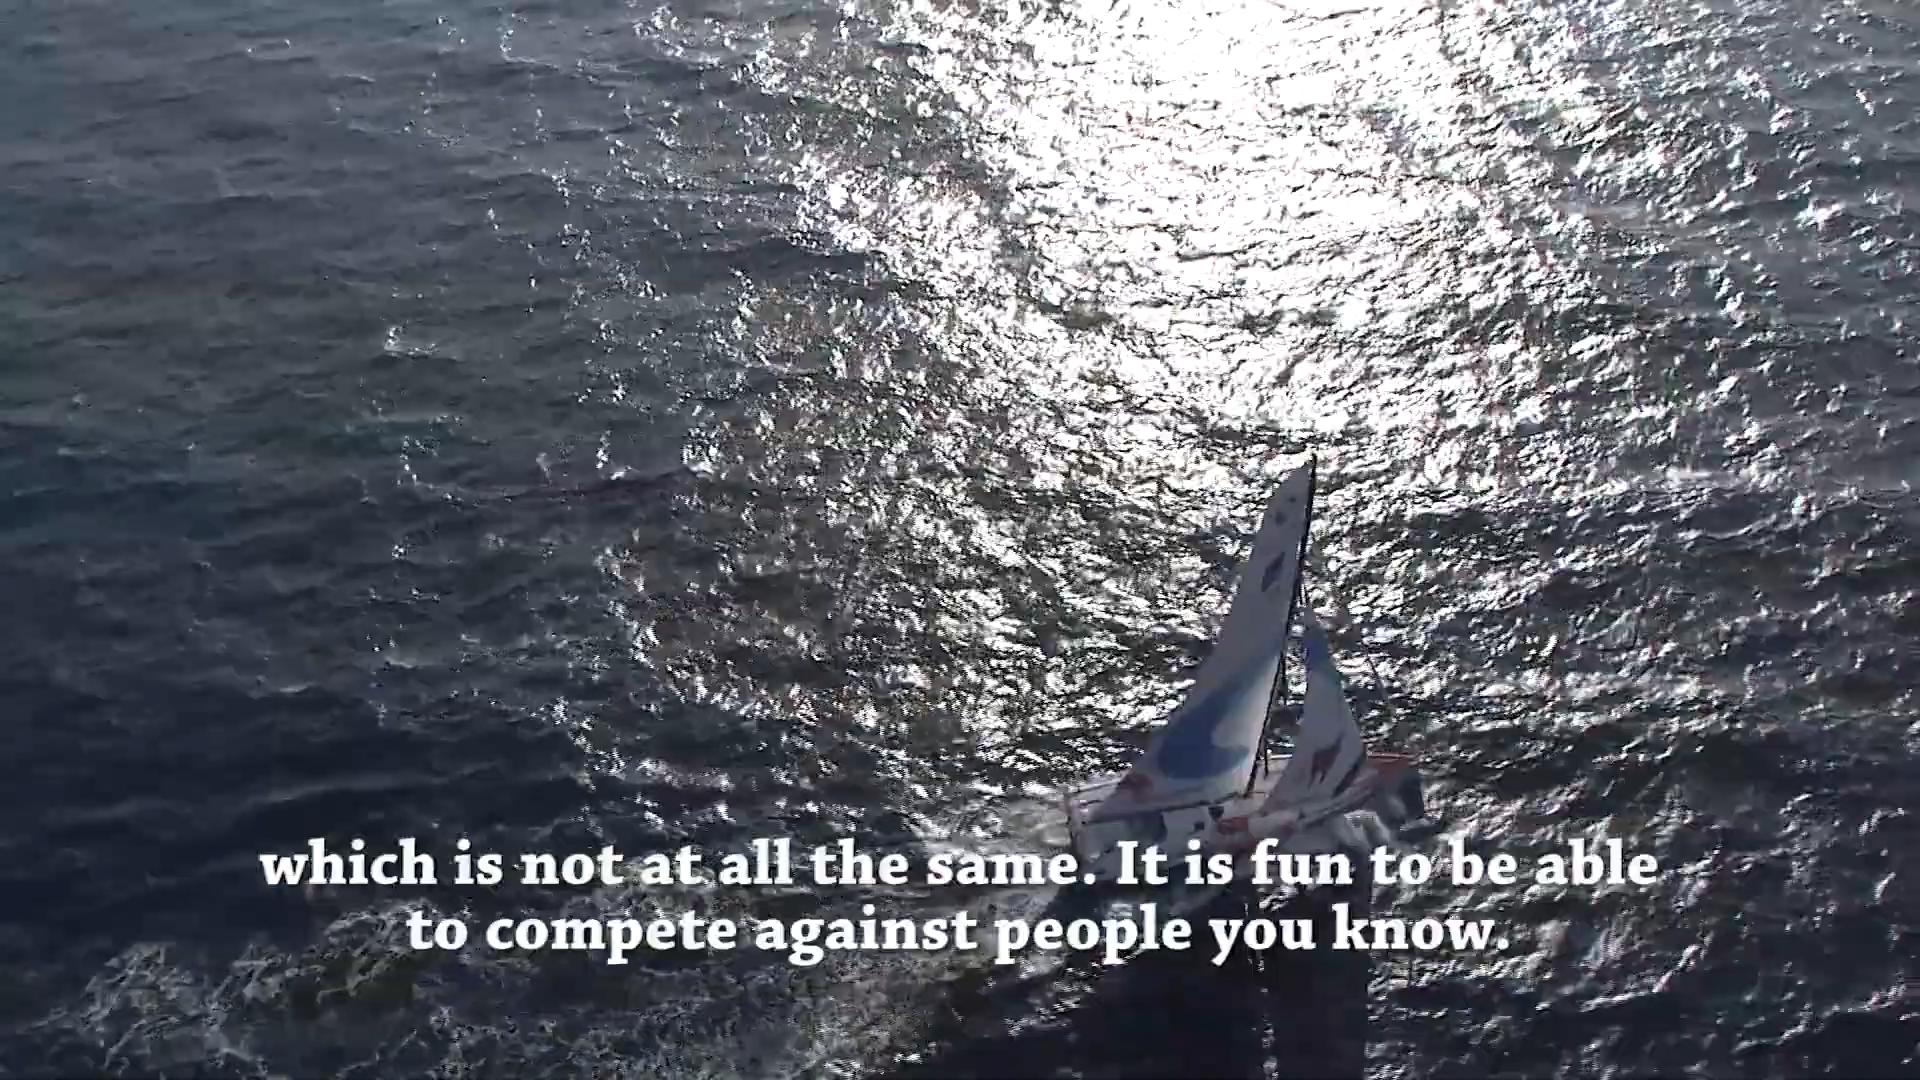 which is not at all the same. It is fun to be able
to compete against people you know.